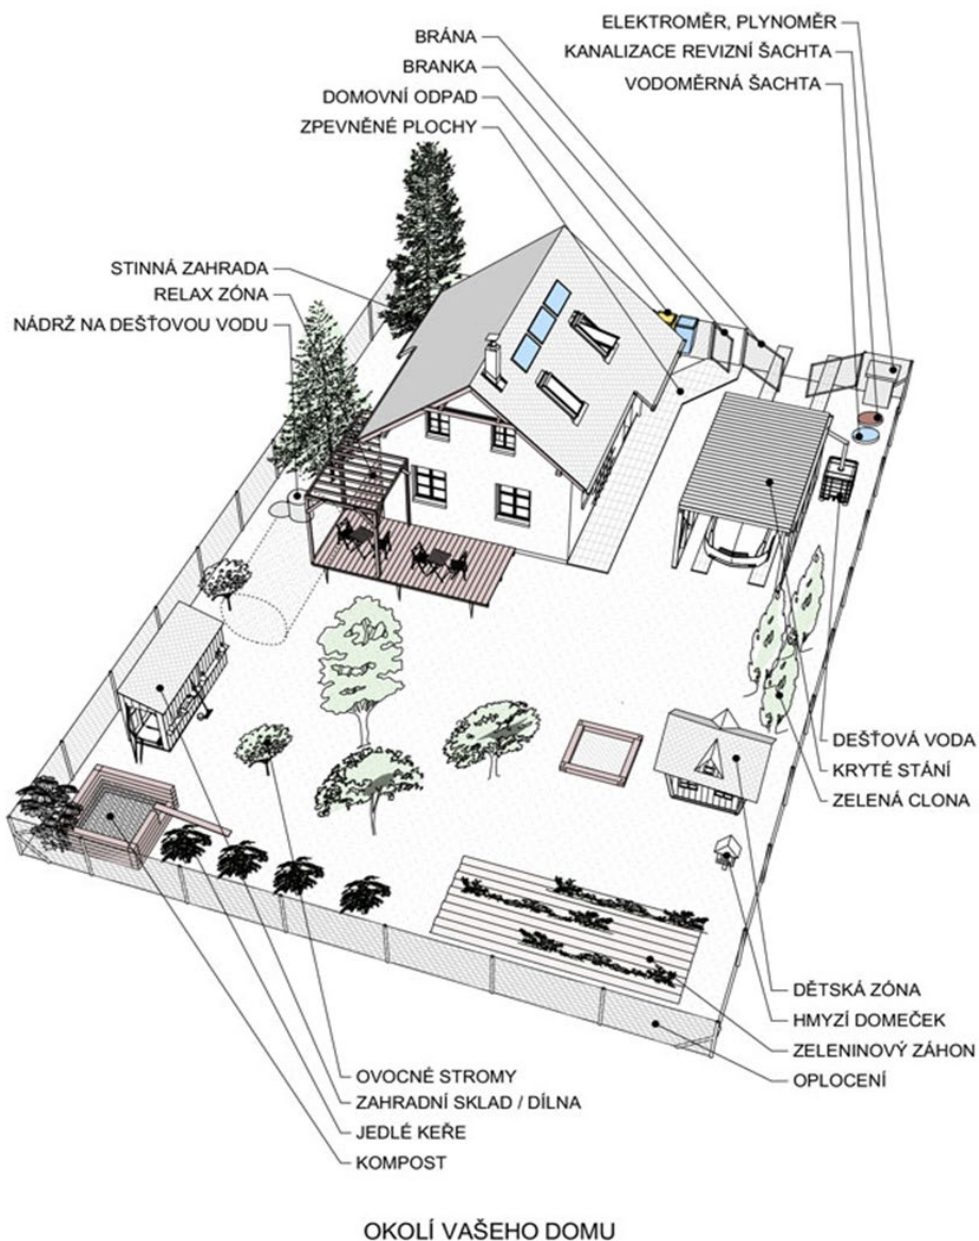 ELEKTROMĚR, PLYNOMĚR
KANALIZACE REVIZNÍ ŠACHTA
VODOMĚRNÁ ŠACHTA
BRÁNA
BRANKA
DOMOVNÍ ODPAD
ZPEVNĚNÉ PLOCHY
STINNÁ ZAHRADA
RELAX ZÓNA
NÁDRŽ NA DEŠŤOVOU VODU
DEŠŤOVÁ VODA
KRYTÉ STÁNÍ
ZELENÁ CLONA
DĚTSKÁ ZÓNA
HMYZÍ DOMEČEK
ZELENINOVÝ ZÁHON
OPLOCENÍ
OVOCNÉ STROMY
ZAHRADNÍ SKLAD / DÍLNA
JEDLÉ KEŘE
KOMPOST
OKOLÍ VAŠEHO DOMU